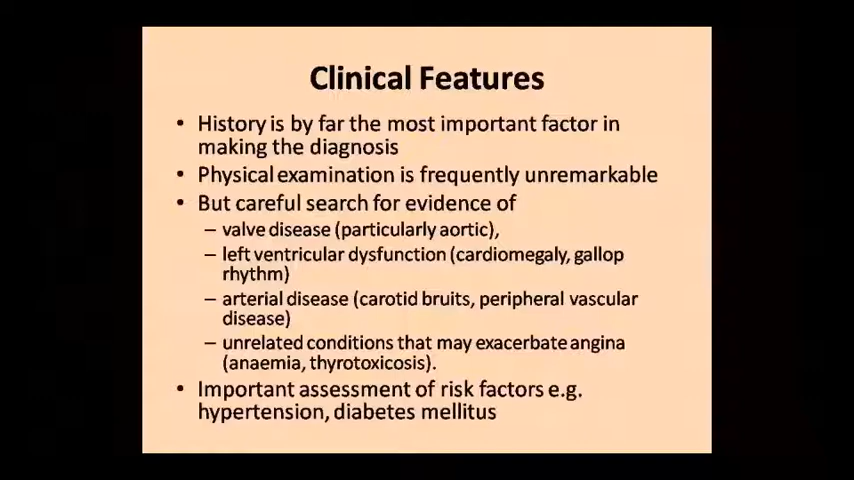 Clinical Features
• History is by far the most important factor in
making the diagnosis
• Physical examination is frequently unremarkable
• But careful search for evidence of
– valve disease (particularly aortic),
– left ventricular dysfunction (cardiomegaly, gallop
rhythm)
– arterial disease (carotid bruits, peripheral vascular
disease)
– unrelated conditions that may exacerbate angina
(anaemia, thyrotoxicosis).
• Important assessment of risk factors e.g.
hypertension, diabetes mellitus